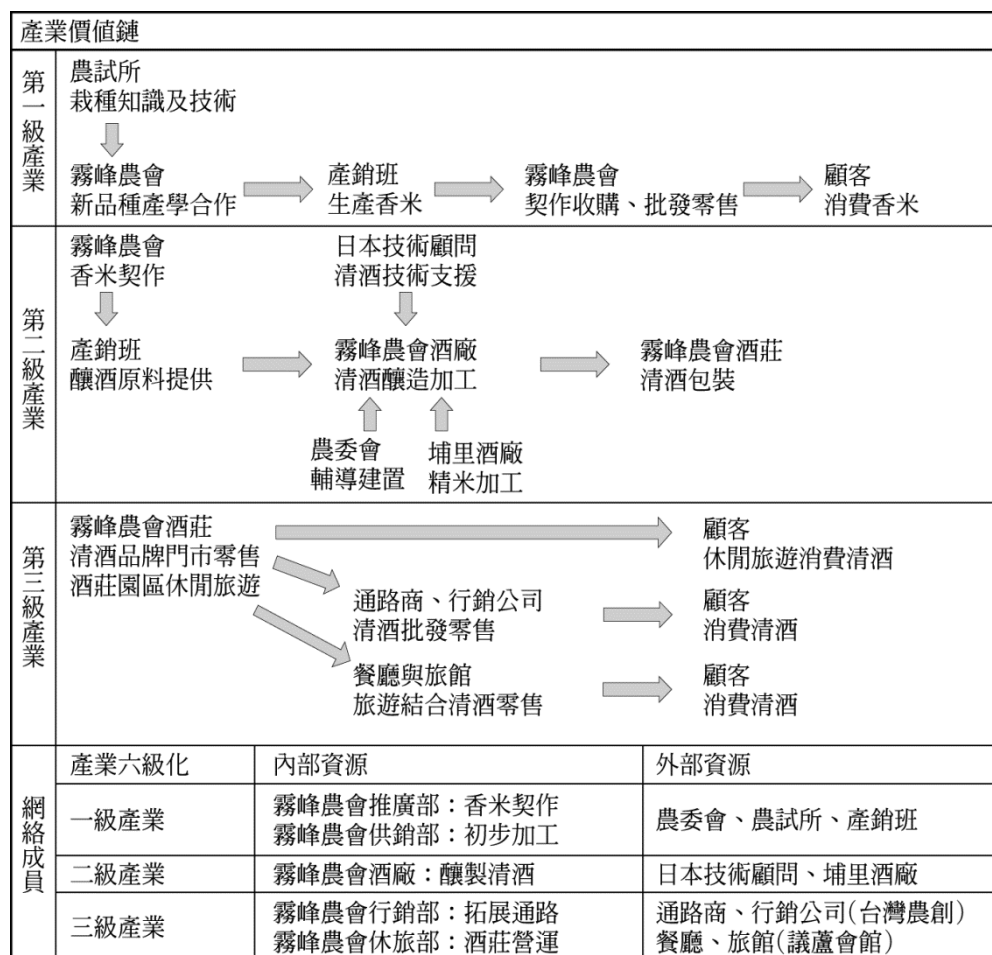 產業價值鏈
第一級產業
農試所
栽種知識及技術
霧峰農會
新品種產學合作
產銷班
生產香米
霧峰農會
契作收購、批發零售
顧客
消費香米
第二級產業
霧峰農會
香米契作
日本技術顧問
清酒技術支援
產銷班
釀酒原料提供
霧峰農會酒廠
清酒釀造加工
霧峰農會酒莊
清酒包裝
農委會
輔導建置
埔里酒廠
精米加工
第三級產業
霧峰農會酒莊
清酒品牌門市零售
酒莊園區休閒旅遊
顧客
休閒旅遊消費清酒
通路商、行銷公司
清酒批發零售
顧客
消費清酒
餐廳與旅館
旅遊結合清酒零售
顧客
消費清酒
網絡成員
產業六級化
內部資源
外部資源
一級產業
霧峰農會推廣部：香米契作
霧峰農會供銷部：初步加工
農委會、農試所、產銷班
二級產業
霧峰農會酒廠：釀製清酒
日本技術顧問、埔里酒廠
三級產業
霧峰農會行銷部：拓展通路
霧峰農會休旅部：酒莊營運
通路商、行銷公司(台灣農創)
餐廳、旅館(議蘆會館)